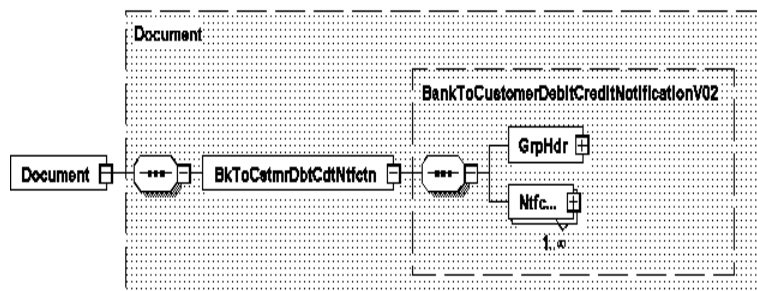 Document
BankToCustomerDebitCreditNotificationV02
GrpHdr
Document
BkToCstmrDbtCdtNtfctn
Ntfc...
1..∞